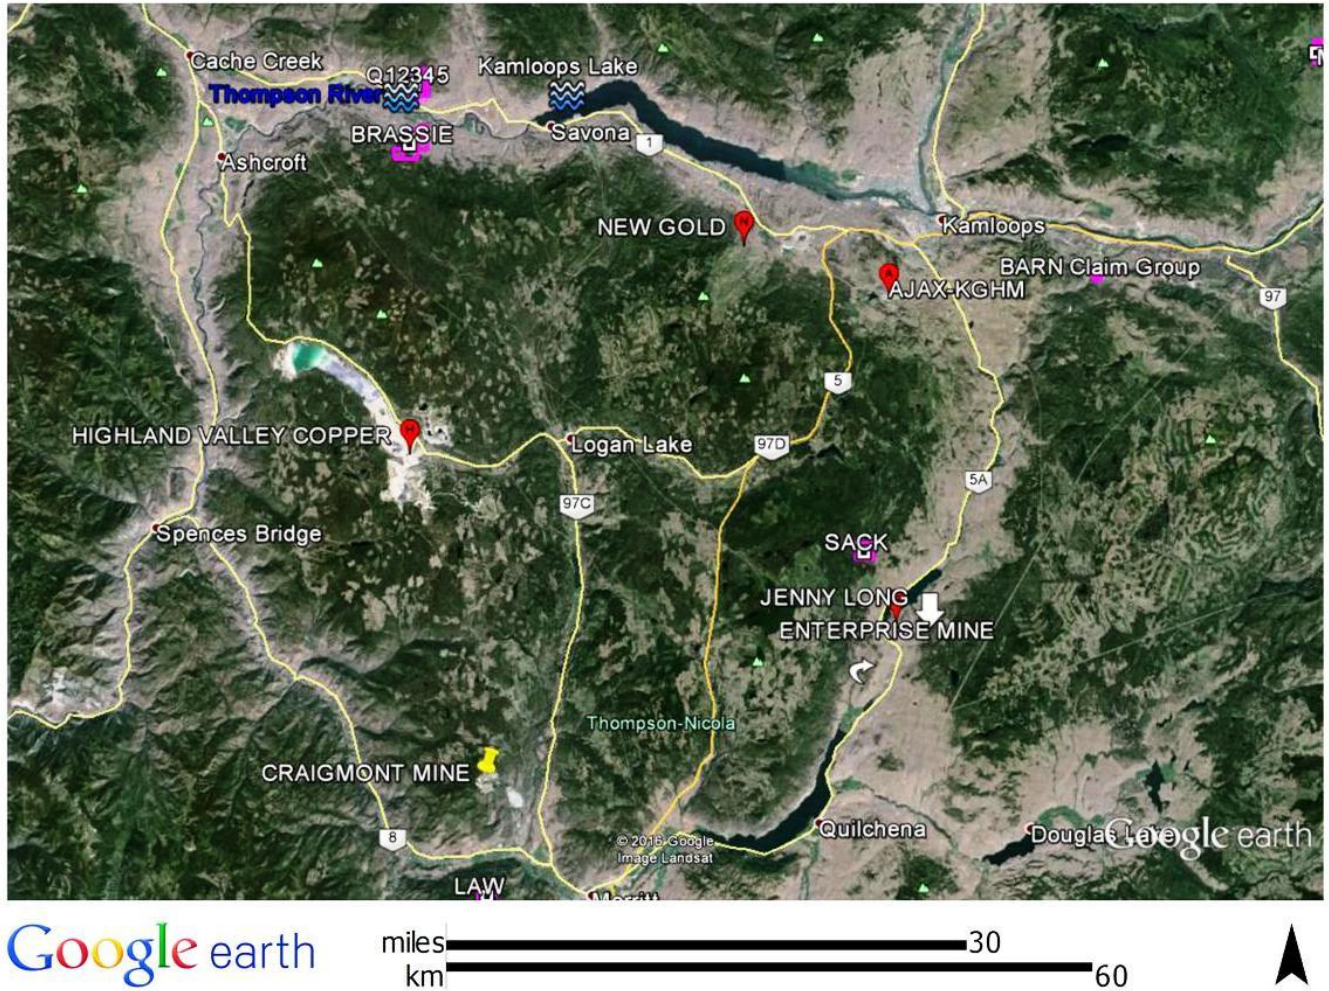 Cache Creek
Q12345
Kamloops Lake
Thompson River
BRASSIE
Savona
1
Ashcroft
NEW GOLD
Kamloops
BARN Claim Group
AJAX-KGHM
97
5
HIGHLAND VALLEY COPPER
Logan Lake
97D
97C
5A
Spences Bridge
SACK
JENNY LONG
ENTERPRISE MINE
Thompson-Nicola
CRAIGMONT MINE
8
Quilchena
© 2016 Google
Image Landsat
Douglas
Google earth
LAW
Merritt
Google earth
miles 30
km 60